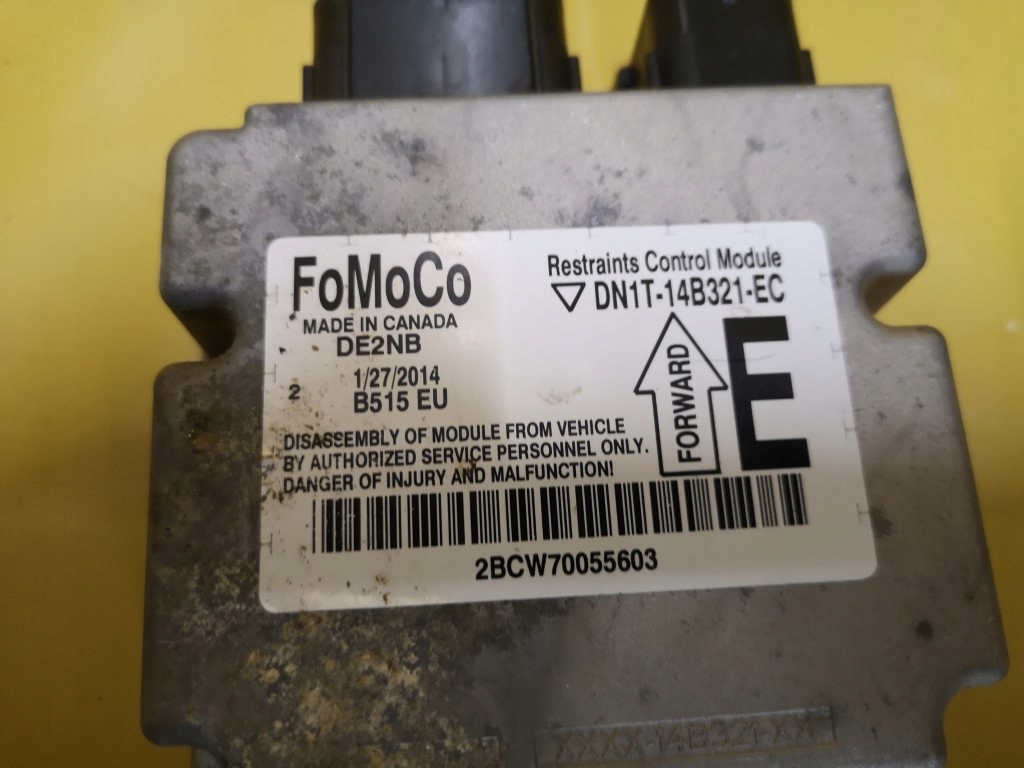 FoMoCo
MADE IN CANADA
DE2NB
2
1/27/2014
B515 EU
Restraints Control Module
DN1T-14B321-EC
FORWARD
E
DISASSEMBLY OF MODULE FROM VEHICLE
BY AUTHORIZED SERVICE PERSONNEL ONLY.
DANGER OF INJURY AND MALFUNCTION!
2BCW70055603
XXXX-14B321-XX